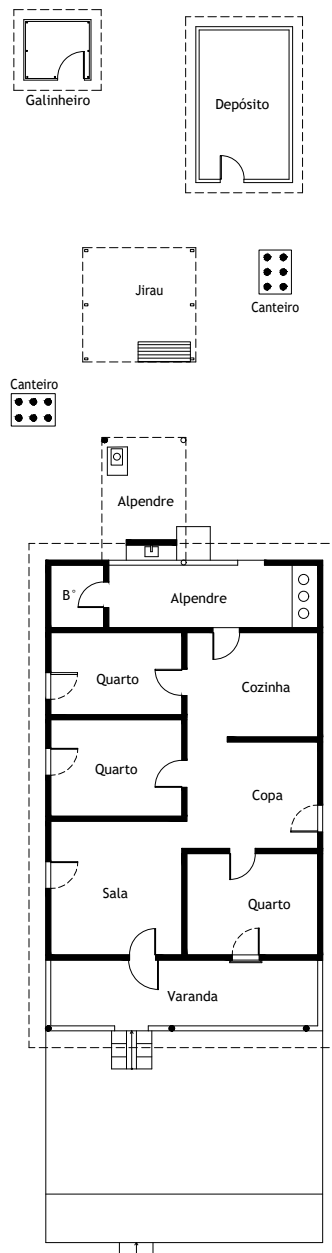 Galinheiro
Depósito
Jirau
Canteiro
Canteiro
Alpendre
B°
Alpendre
Quarto
Cozinha
Quarto
Copa
Sala
Quarto
Varanda